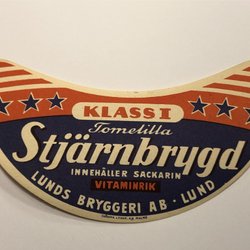 KLASS I
Tomelilla
Stjärnbrygd
INNEHÅLLER SACKARIN
VITAMINRIK
LUNDS BRYGGERI AB · LUND